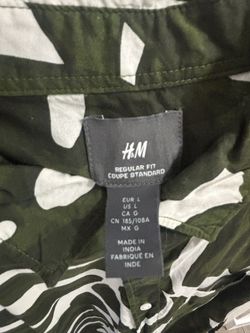 H&M
REGULAR FIT
COUPE STANDARD
EUR L
US L
CA G
CN 185/108A
MX G
MADE IN
INDIA
FABRIQUÉ EN
INDE